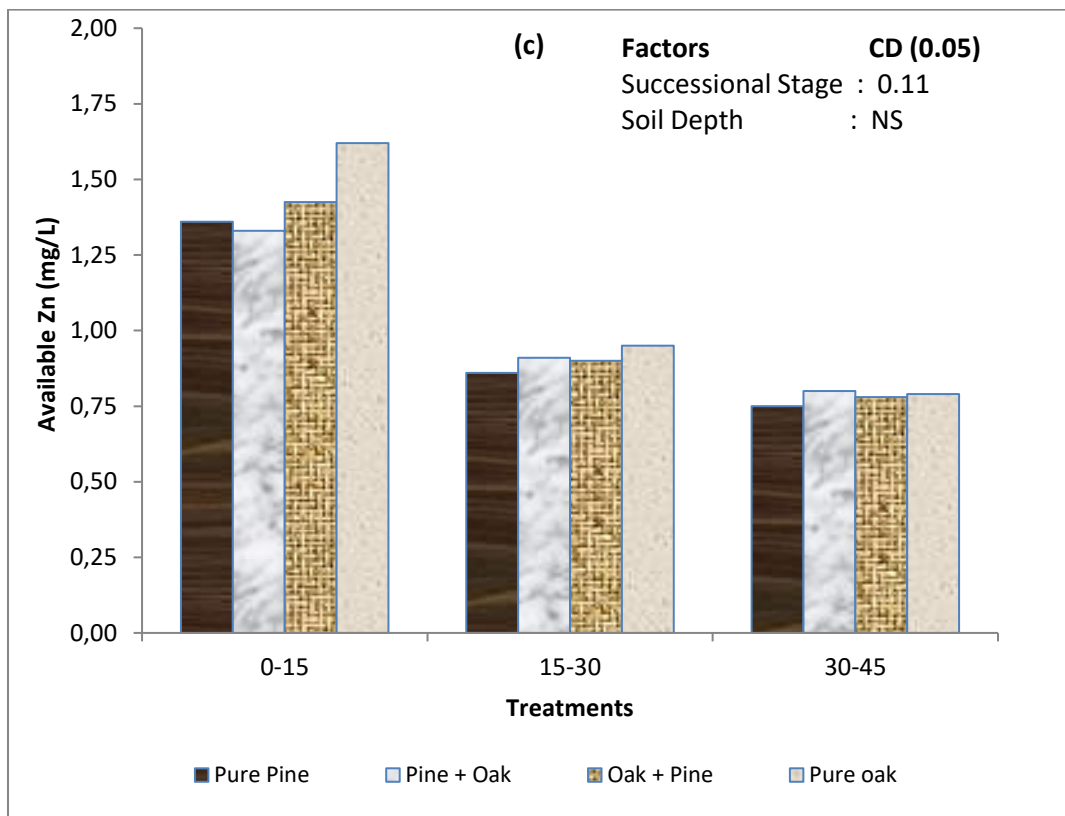 (c) Factors CD (0.05)
Successional Stage : 0.11
Soil Depth : NS
Available Zn (mg/L)
2,00
1,75
1,50
1,25
1,00
0,75
0,50
0,25
0,00
0-15 15-30 30-45
Treatments
Pure Pine Pine + Oak Oak + Pine Pure oak